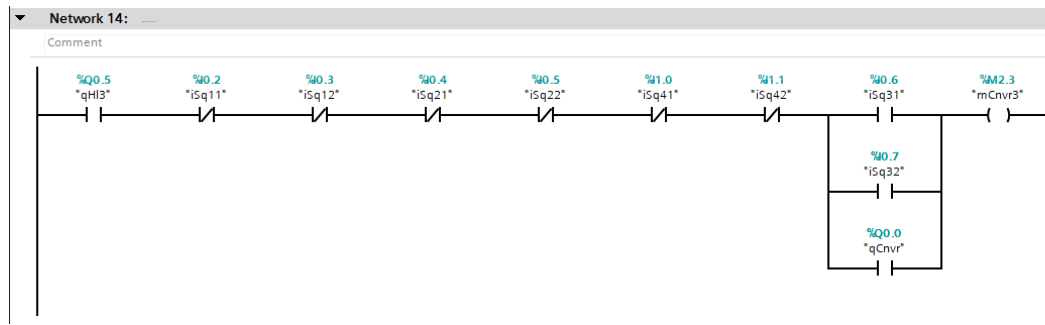 Network 14: .....
Comment
%Q0.5 %I0.2 %I0.3 %I0.4 %I0.5 %I1.0 %I1.1 %I0.6 %M2.3
"qHl3" "iSq11" "iSq12" "iSq21" "iSq22" "iSq41" "iSq42" "iSq31" "mCnvr3"
%I0.7
"iSq32"
%Q0.0
"qCnvr"